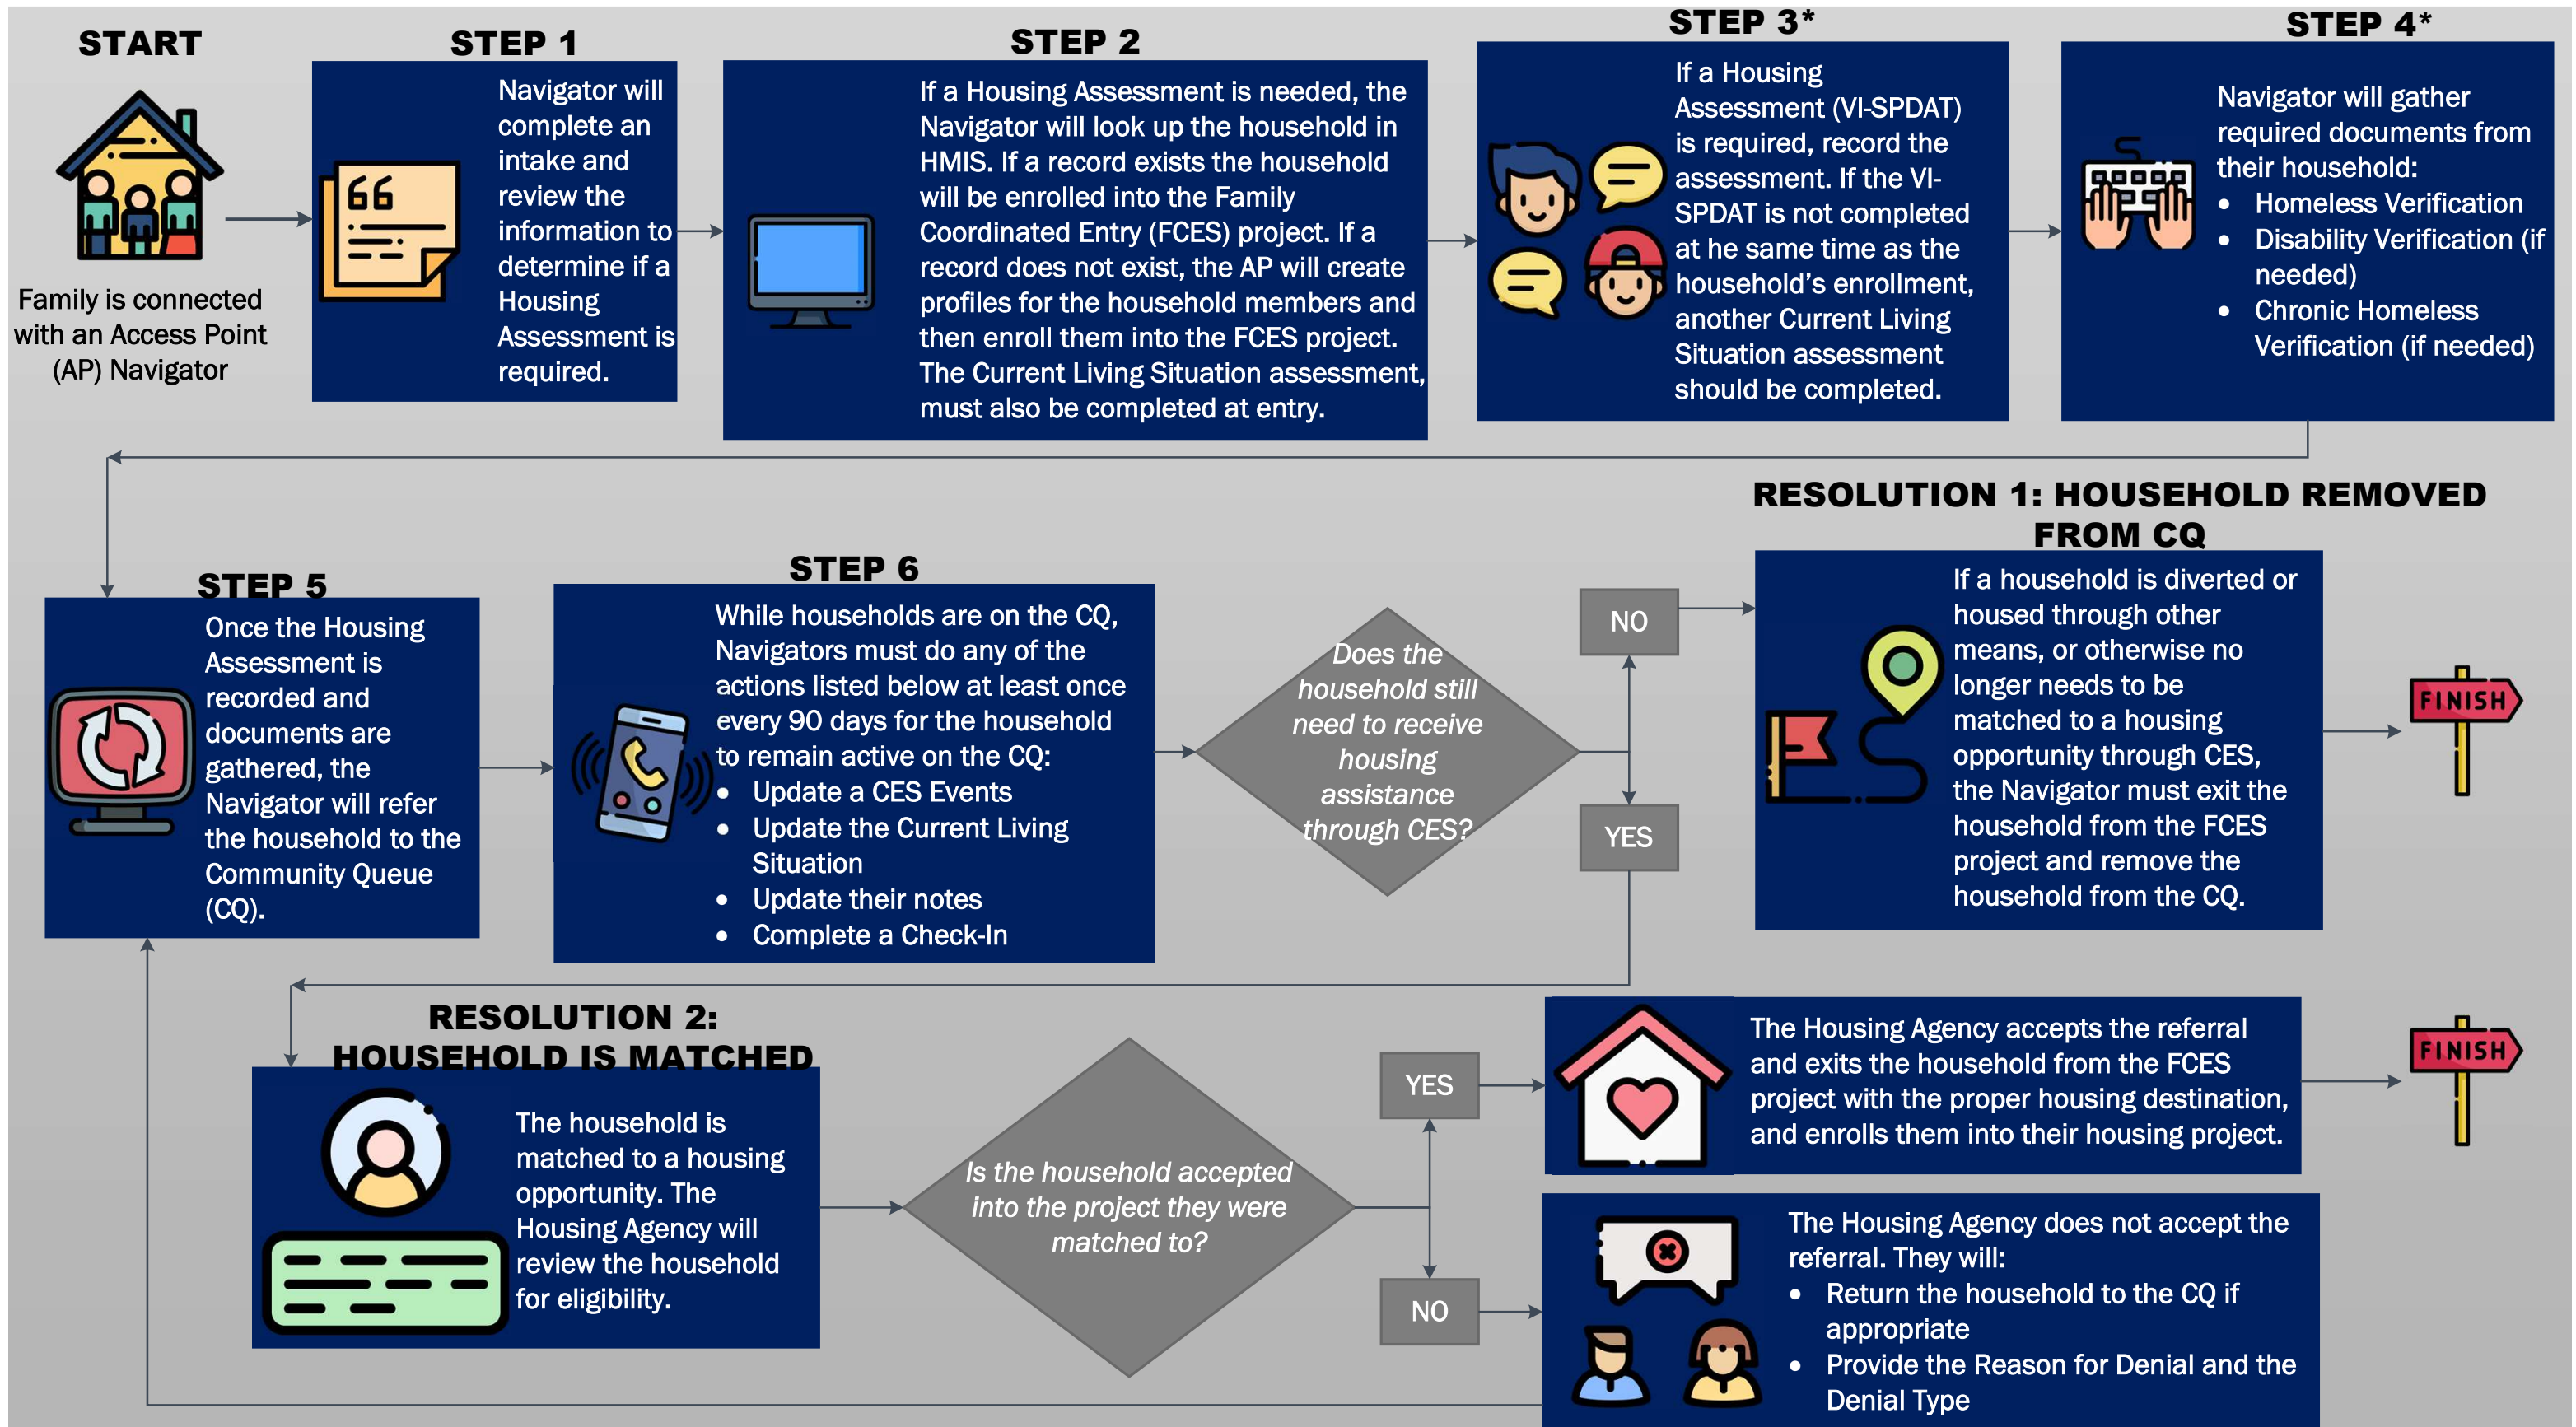 START
Family is connected
with an Access Point
(AP) Navigator
STEP 1
Navigator will
complete an
intake and
review the
information to
determine if a
Housing
Assessment is
required.
STEP 2
If a Housing Assessment is needed, the
Navigator will look up the household in
HMIS. If a record exists the household
will be enrolled into the Family
Coordinated Entry (FCES) project. If a
record does not exist, the AP will create
profiles for the household members and
then enroll them into the FCES project.
The Current Living Situation assessment,
must also be completed at entry.
STEP 3*
If a Housing
Assessment (VI-SPDAT)
is required, record the
assessment. If the VI-
SPDAT is not completed
at he same time as the
household’s enrollment,
another Current Living
Situation assessment
should be completed.
STEP 4*
Navigator will gather
required documents from
their household:
• Homeless Verification
• Disability Verification (if
needed)
• Chronic Homeless
Verification (if needed)
STEP 5
Once the Housing
Assessment is
recorded and
documents are
gathered, the
Navigator will refer
the household to the
Community Queue
(CQ).
STEP 6
While households are on the CQ,
Navigators must do any of the
actions listed below at least once
every 90 days for the household
to remain active on the CQ:
• Update a CES Events
• Update the Current Living
Situation
• Update their notes
• Complete a Check-In
Does the
household still
need to receive
housing
assistance
through CES?
NO
YES
RESOLUTION 1: HOUSEHOLD REMOVED
FROM CQ
If a household is diverted or
housed through other
means, or otherwise no
longer needs to be
matched to a housing
opportunity through CES,
the Navigator must exit the
household from the FCES
project and remove the
household from the CQ.
FINISH
RESOLUTION 2:
HOUSEHOLD IS MATCHED
The household is
matched to a housing
opportunity. The
Housing Agency will
review the household
for eligibility.
Is the household accepted
into the project they were
matched to?
YES
NO
The Housing Agency accepts the referral
and exits the household from the FCES
project with the proper housing destination,
and enrolls them into their housing project.
FINISH
The Housing Agency does not accept the
referral. They will:
• Return the household to the CQ if
appropriate
• Provide the Reason for Denial and the
Denial Type